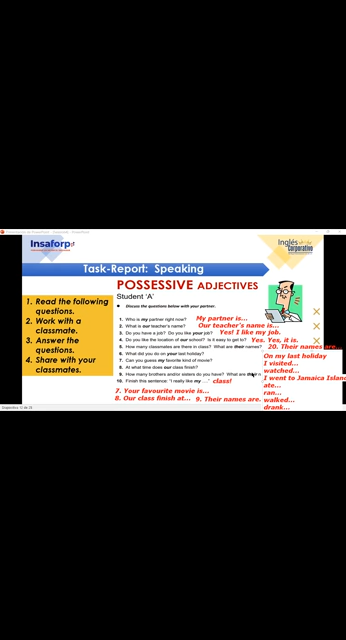 Insaforp
Inglés
Corporativo
Task-Report: Speaking
POSSESSIVE ADJECTIVES
Student 'A'
Discuss the questions below with your partner.
1. Read the following questions.
2. Work with a classmate.
3. Answer the questions.
4. Share with your classmates.
1. Who is my partner right now?
My partner is...
2. What is our teacher's name?
Our teacher's name is...
3. Do you have a job? Do you like your job?
Yes! I like my job.
4. Do you like the location of our school? Is it easy to get to?
Yes. Yes, it is.
6. How many classmates are there in class? What are their names?
20. Their names are...
6. What did you do on your last holiday?
7. Can you guess my favorite kind of movie?
8. At what time does our class finish?
9. How many brothers and/or sisters do you have? What are their n
10. Finish this sentence: "I really like my ..."
class!
On my last holiday
I visited...
watched...
I went to Jamaica Island
ate...
ran...
walked...
drank...
7. Your favourite movie is...
8. Our class finish at...
9. Their names are.